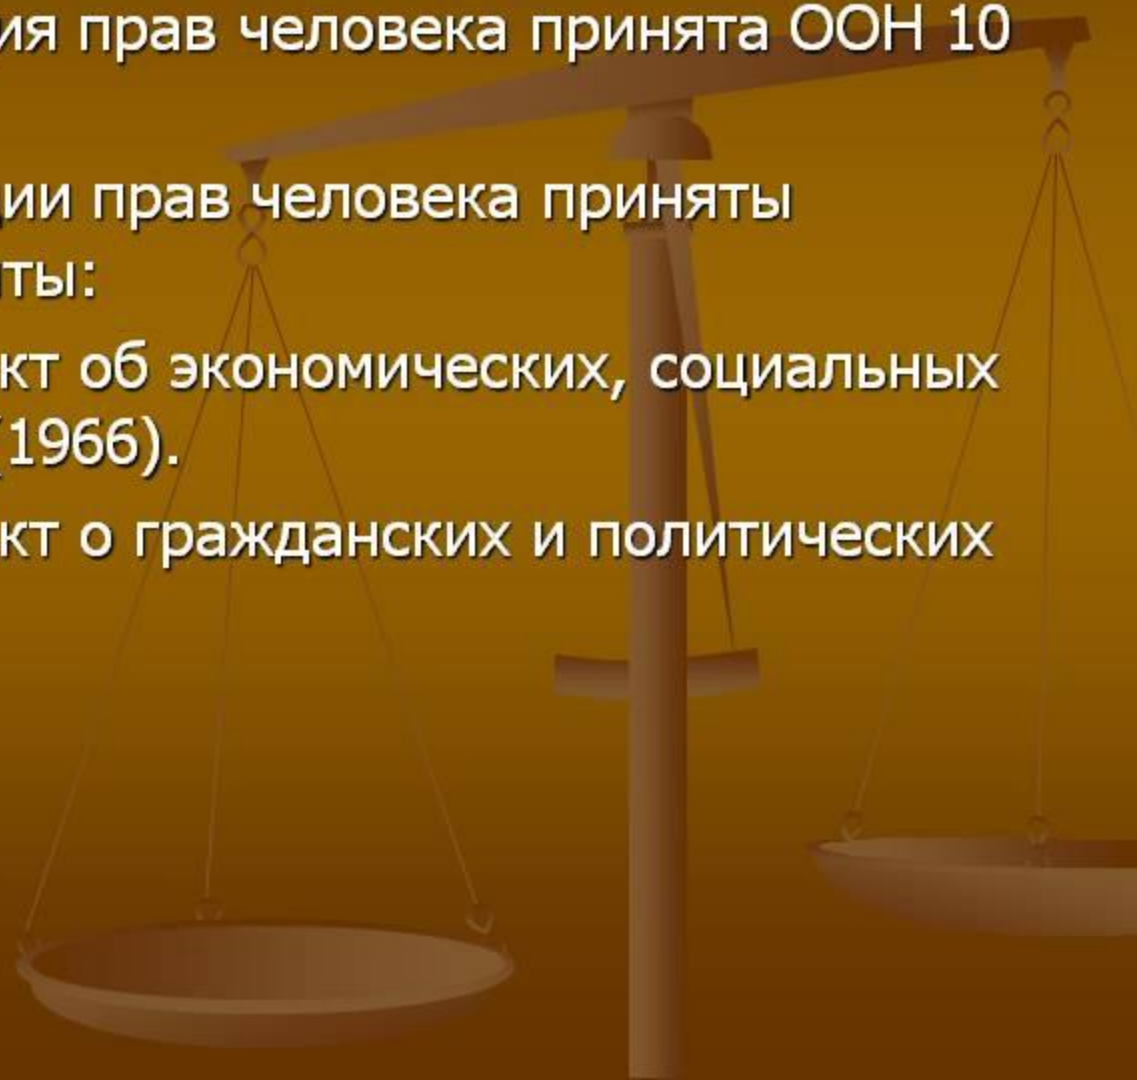 ия прав человека принята ООН 10
ии прав человека приняты
ты:
кт об экономических, социальных
(1966).
кт о гражданских и политических